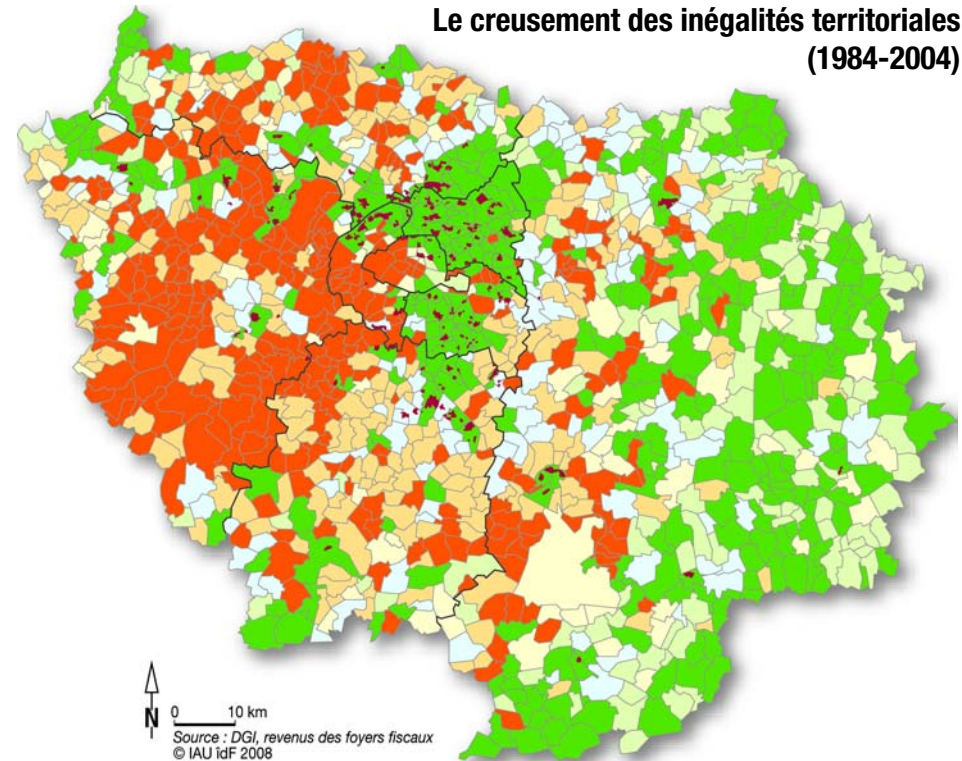 Le creusement des inégalités territoriales
(1984-2004)
N
0 10 km
Source : DGI, revenus des foyers fiscaux
© IAU îdF 2008